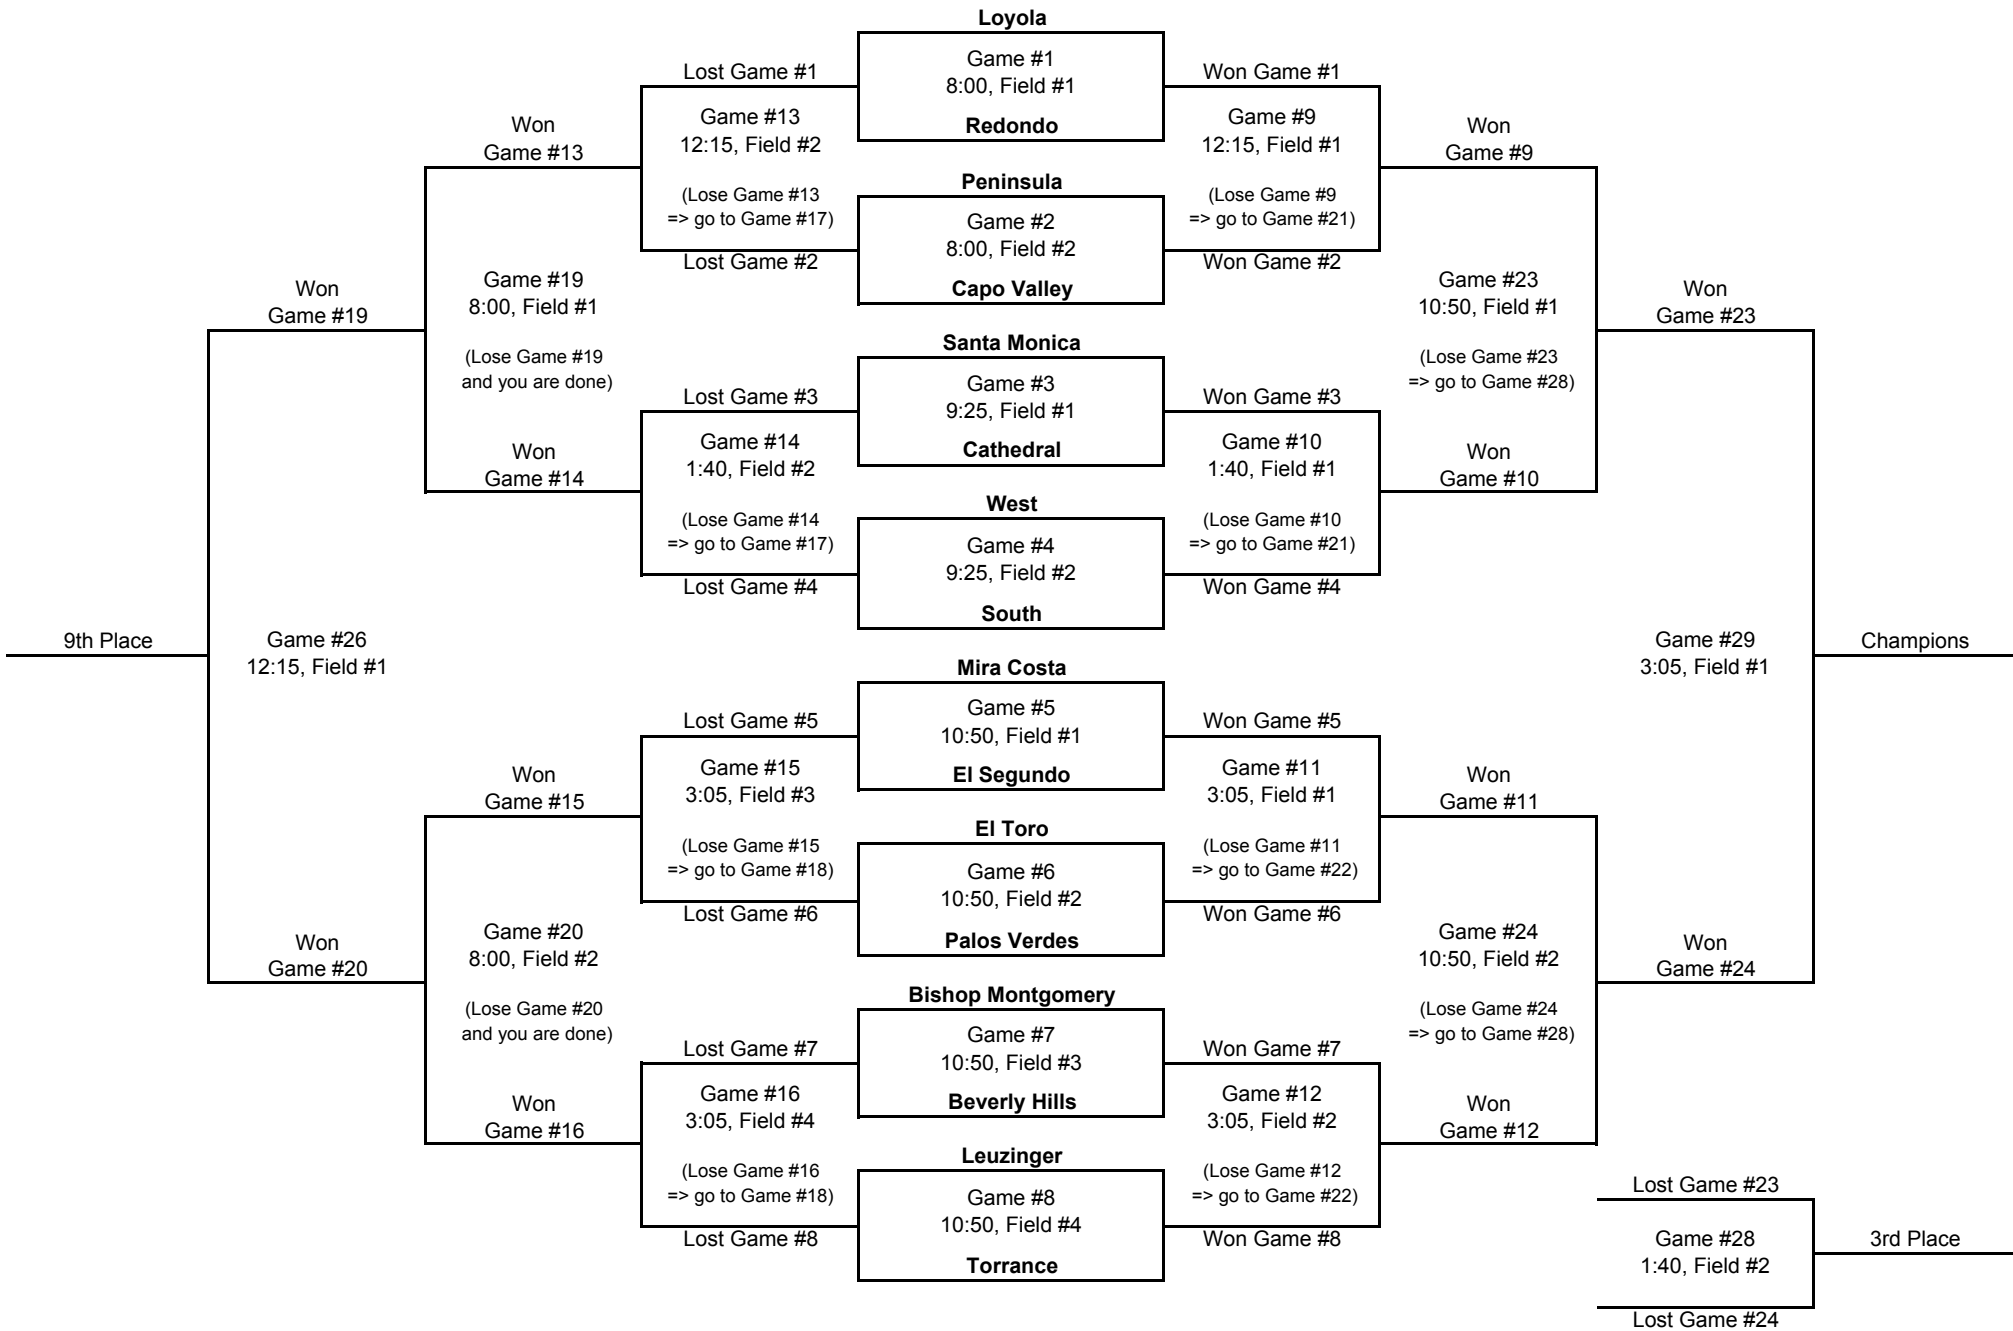 Loyola
Game #1
8:00, Field #1
Redondo
Lost Game #1
Won Game #1
Game #13
12:15, Field #2
(Lose Game #13
=> go to Game #17)
Lost Game #2
Game #9
12:15, Field #1
(Lose Game #9
=> go to Game #21)
Won Game #2
Won
Game #13
Won
Game #9
Peninsula
Game #2
8:00, Field #2
Capo Valley
Won
Game #19
Game #19
8:00, Field #1
(Lose Game #19
and you are done)
Game #23
10:50, Field #1
(Lose Game #23
=> go to Game #28)
Won
Game #23
Santa Monica
Game #3
9:25, Field #1
Cathedral
Lost Game #3
Won Game #3
Won
Game #14
Game #14
1:40, Field #2
(Lose Game #14
=> go to Game #17)
Lost Game #4
Game #10
1:40, Field #1
(Lose Game #10
=> go to Game #21)
Won Game #4
Won
Game #10
West
Game #4
9:25, Field #2
South
9th Place
Game #26
12:15, Field #1
Game #29
3:05, Field #1
Champions
Mira Costa
Game #5
10:50, Field #1
El Segundo
Lost Game #5
Won Game #5
Won
Game #15
Game #15
3:05, Field #3
(Lose Game #15
=> go to Game #18)
Lost Game #6
Game #11
3:05, Field #1
(Lose Game #11
=> go to Game #22)
Won Game #6
Won
Game #11
El Toro
Game #6
10:50, Field #2
Palos Verdes
Won
Game #20
Game #20
8:00, Field #2
(Lose Game #20
and you are done)
Game #24
10:50, Field #2
(Lose Game #24
=> go to Game #28)
Won
Game #24
Bishop Montgomery
Game #7
10:50, Field #3
Beverly Hills
Lost Game #7
Won Game #7
Won
Game #16
Game #16
3:05, Field #4
(Lose Game #16
=> go to Game #18)
Lost Game #8
Game #12
3:05, Field #2
(Lose Game #12
=> go to Game #22)
Won Game #8
Won
Game #12
Leuzinger
Game #8
10:50, Field #4
Torrance
Lost Game #23
Game #28
1:40, Field #2
3rd Place
Lost Game #24